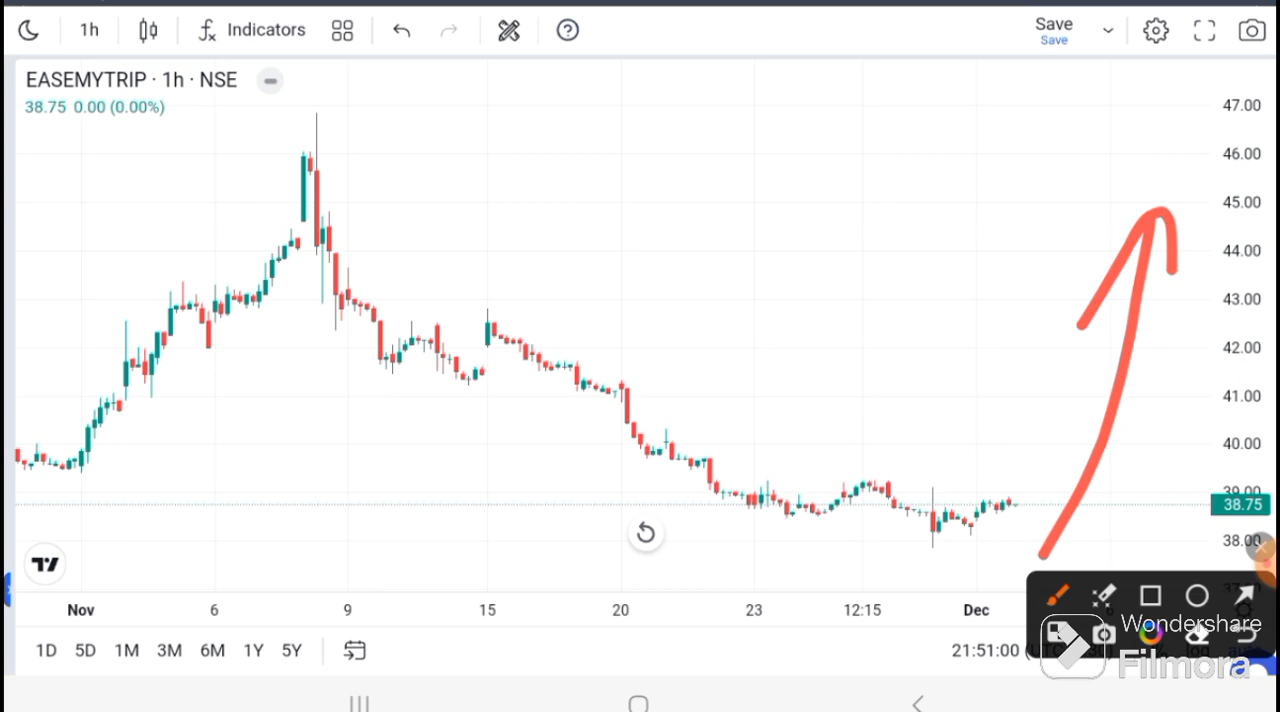 1h
Indicators
Save
Save
EASEMYTRIP · 1h · NSE
38.75 0.00 (0.00%)
47.00
46.00
45.00
44.00
43.00
42.00
41.00
40.00
39.00
38.75
38.00
Nov 6 9 15 20 23 12:15 Dec
1D 5D 1M 3M 6M 1Y 5Y
21:51:00
Wondershare
Filmora